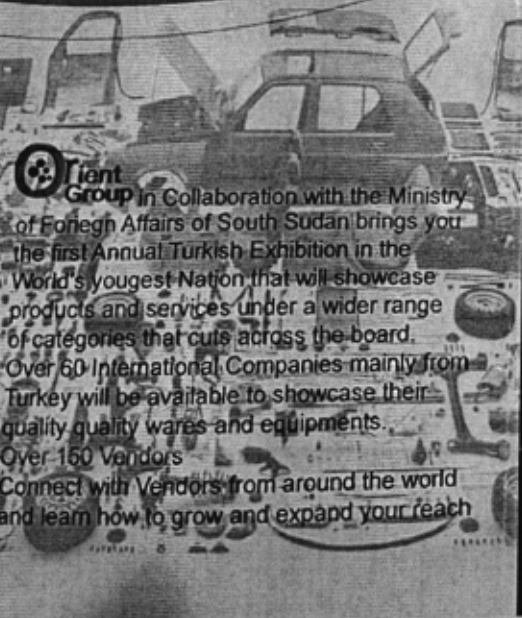 Orient
Group in Collaboration with the Ministry
of Foriegn Affairs of South Sudan brings you
the first Annual Turkish Exhibition in the
World's yougest Nation that will showcase
products and services under a wider range
of categories that cuts across the board.
Over 60 International Companies mainly from
Turkey will be available to showcase their
quality quality wares and equipments.
Over 150 Vendors
Connect with Vendors from around the world
and learn how to grow and expand your reach